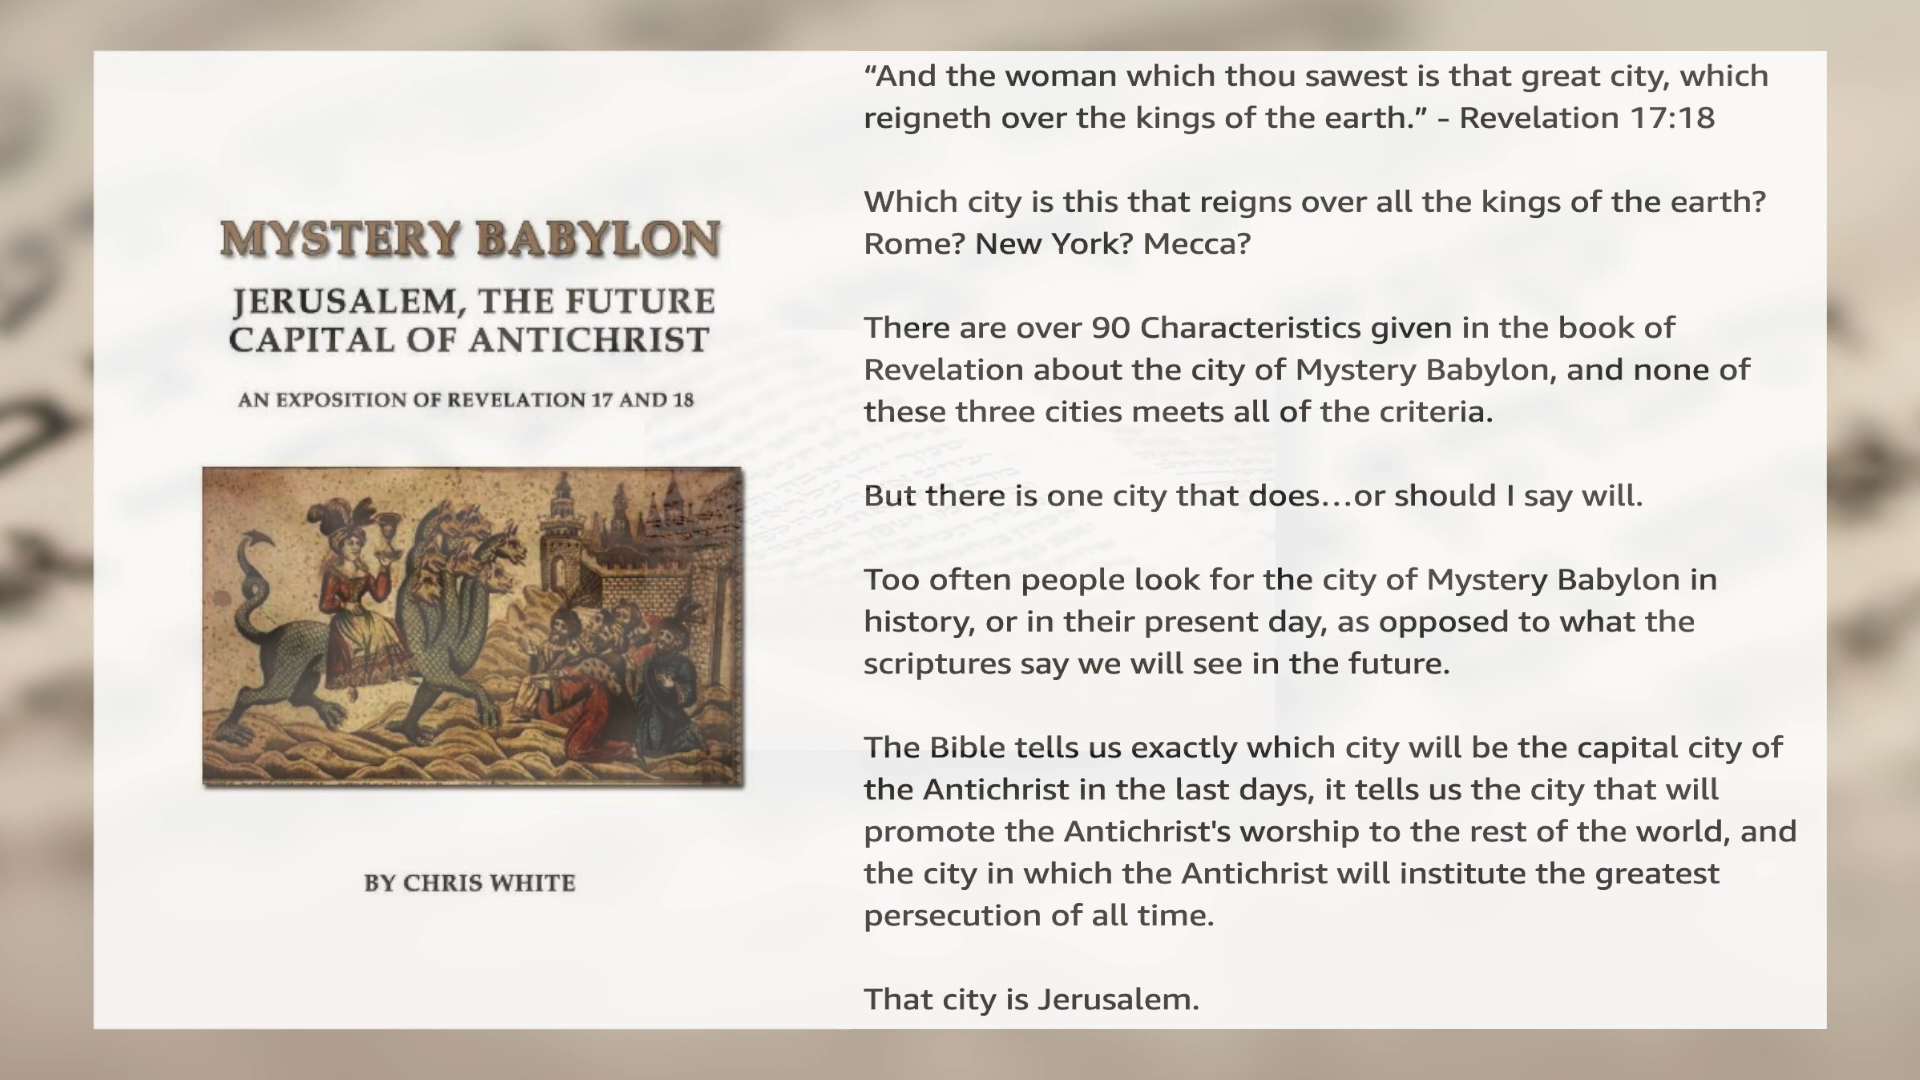 MYSTERY BABYLON
JERUSALEM, THE FUTURE
CAPITAL OF ANTICHRIST
AN EXPOSITION OF REVELATION 17 AND 18
BY CHRIS WHITE
“And the woman which thou sawest is that great city, which
reigneth over the kings of the earth.” - Revelation 17:18
Which city is this that reigns over all the kings of the earth?
Rome? New York? Mecca?
There are over 90 Characteristics given in the book of
Revelation about the city of Mystery Babylon, and none of
these three cities meets all of the criteria.
But there is one city that does...or should I say will.
Too often people look for the city of Mystery Babylon in
history, or in their present day, as opposed to what the
scriptures say we will see in the future.
The Bible tells us exactly which city will be the capital city of
the Antichrist in the last days, it tells us the city that will
promote the Antichrist's worship to the rest of the world, and
the city in which the Antichrist will institute the greatest
persecution of all time.
That city is Jerusalem.